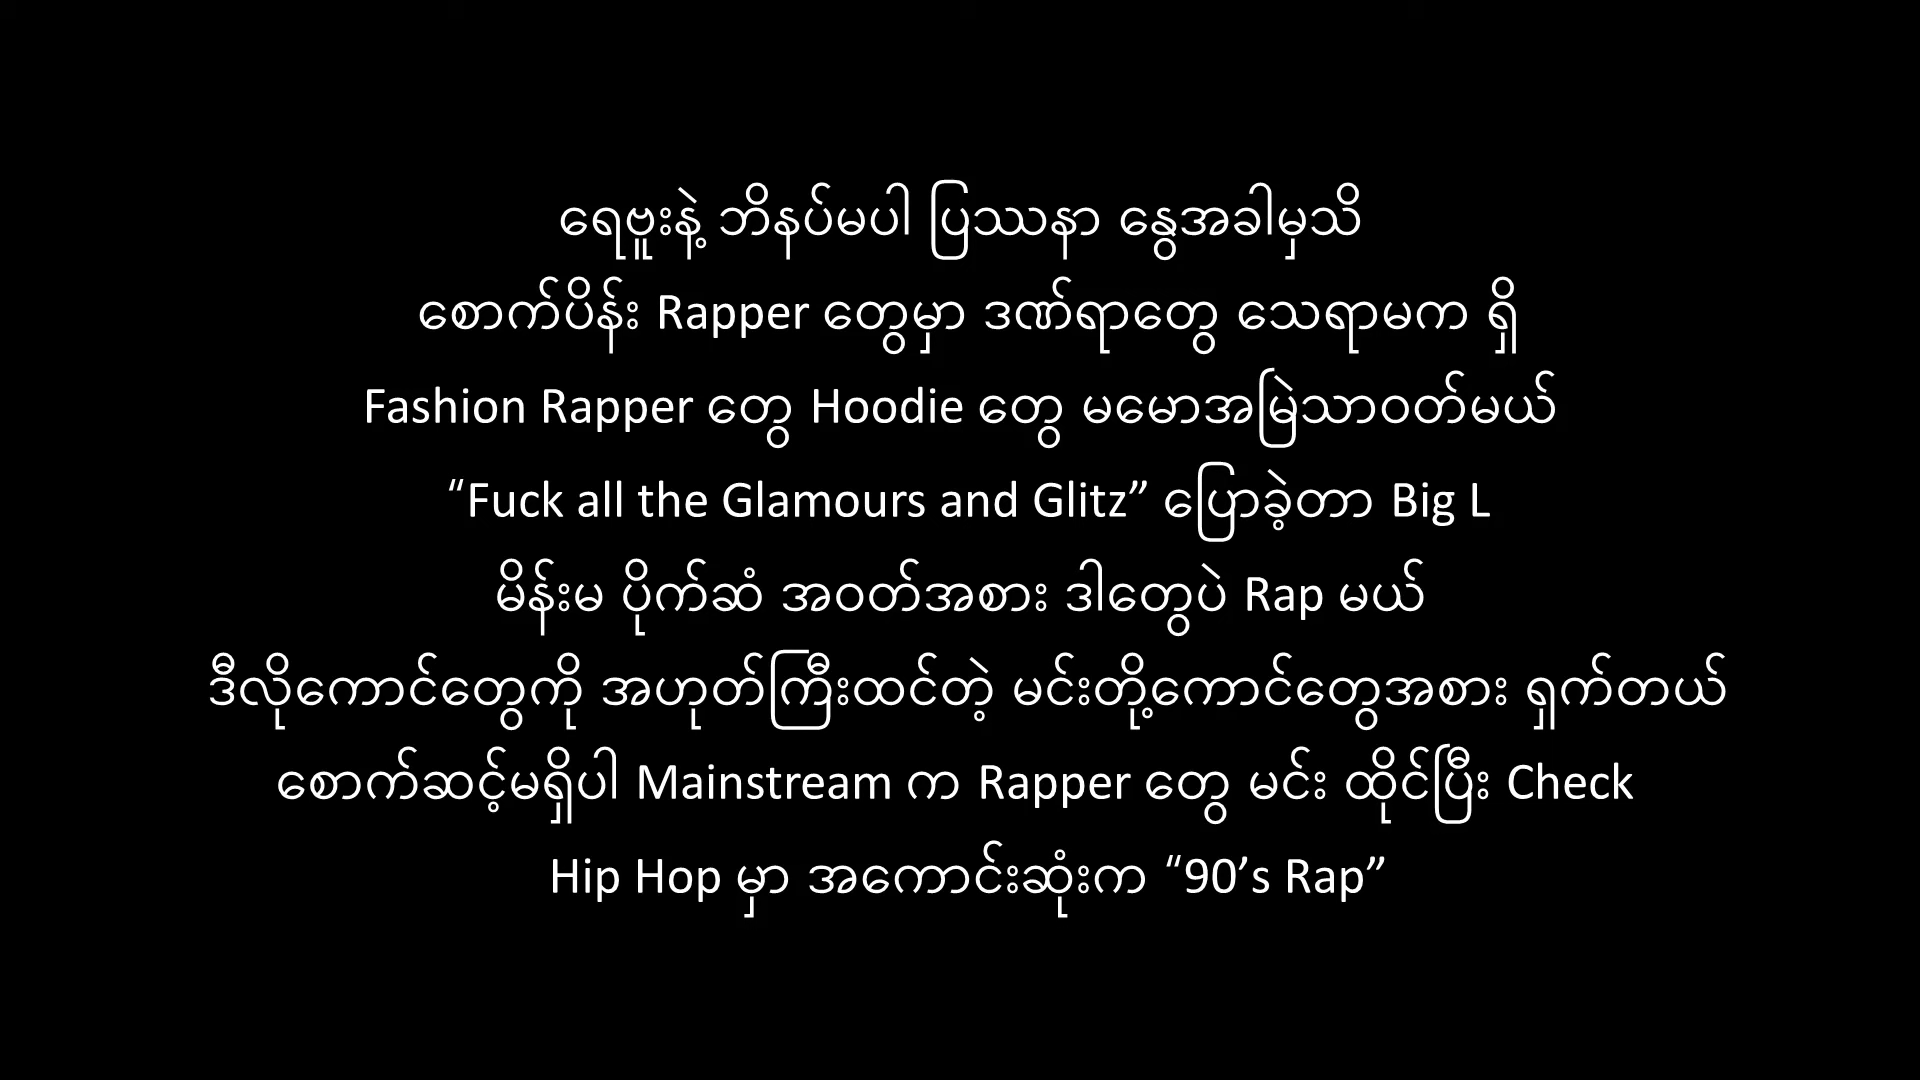 ရေဗူးနဲ့ ဘိနပ်မပါ ပြဿနာ နွေအခါမှသိ
စောက်ပိန်း Rapper တွေမှာ ဒဏ်ရာတွေ သေရာမက ရှိ
Fashion Rapper တွေ Hoodie တွေ မမောအမြဲသာဝတ်မယ်
“Fuck all the Glamours and Glitz” ပြောခဲ့တာ Big L
မိန်းမ ပိုက်ဆံ အဝတ်အစား ဒါတွေပဲ Rap မယ်
ဒီလိုကောင်တွေကို အဟုတ်ကြီးထင်တဲ့ မင်းတို့ကောင်တွေအစား ရှက်တယ်
စောက်ဆင့်မရှိပါ Mainstream က Rapper တွေ မင်း ထိုင်ပြီး Check
Hip Hop မှာ အကောင်းဆုံးက “90’s Rap”